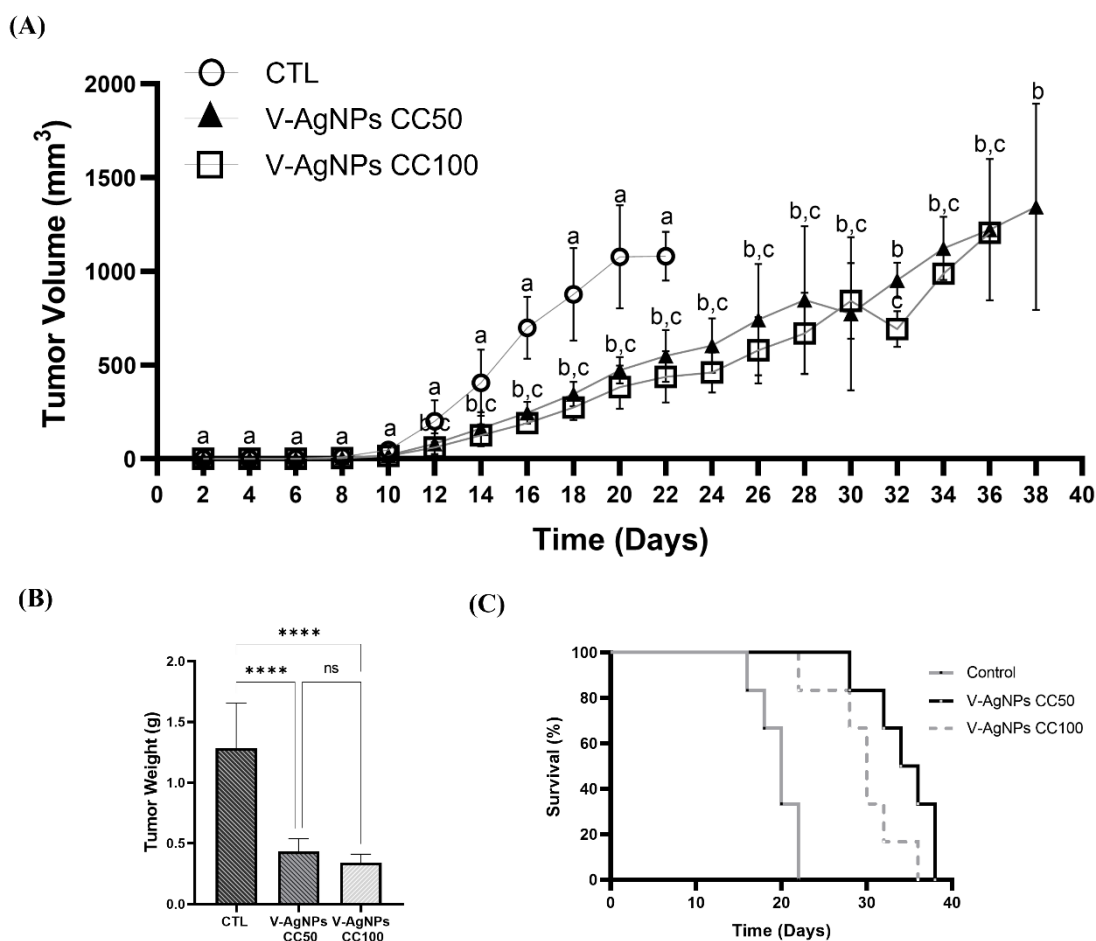 (A)
CTL
V-AgNPs CC50
V-AgNPs CC100
Tumor Volume (mm³)
2000
1500
1000
500
0
a a a a a a a a a a a
b,c b,c b,c b,c b,c b,c b,c b,c b,c b,c b c b,c b,c b
0 2 4 6 8 10 12 14 16 18 20 22 24 26 28 30 32 34 36 38 40
Time (Days)
(B)
****
**** ns
Tumor Weight (g)
2.0
1.5
1.0
0.5
0.0
CTL V-AgNPs V-AgNPs
CC50 CC100
(C)
Survival (%)
100
80
60
40
20
0
0 10 20 30 40
Time (Days)
Control
V-AgNPs CC50
V-AgNPs CC100